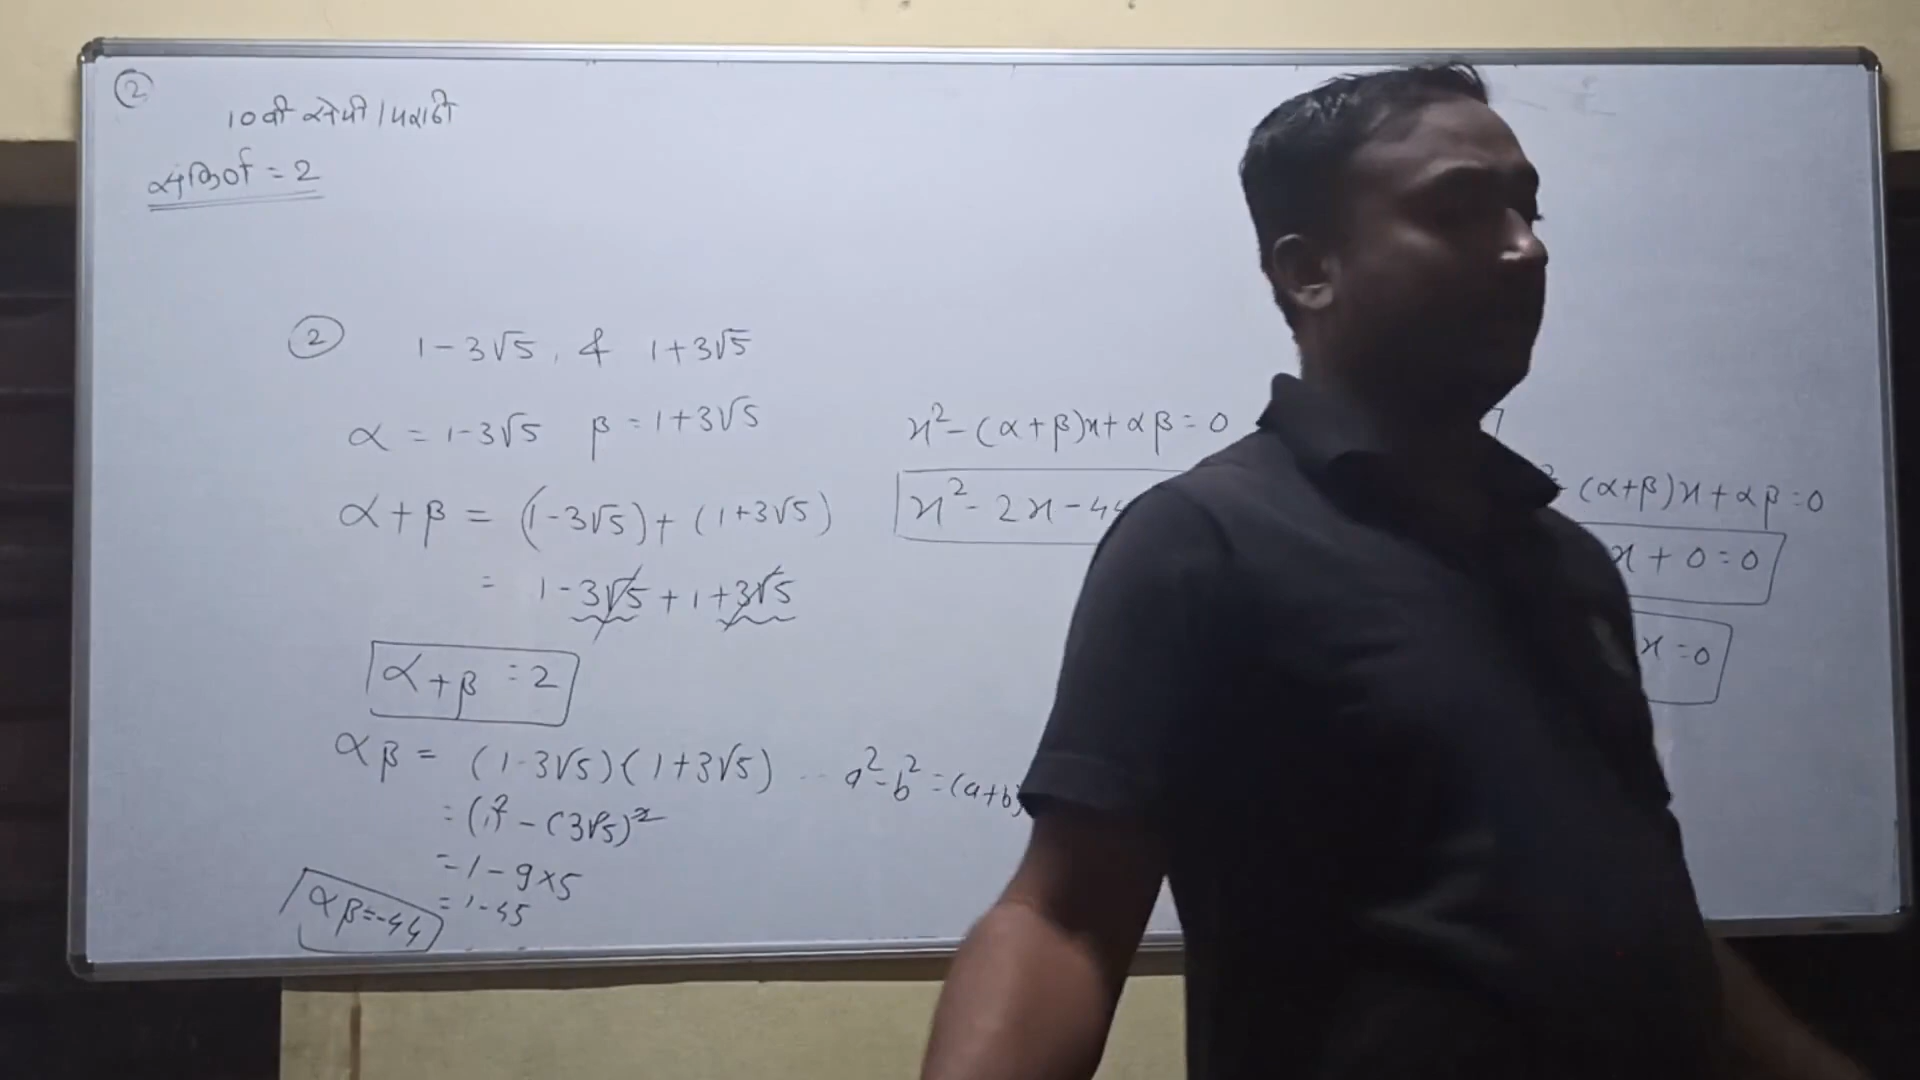 ②
10वी सेमी / मराठी
संकीर्ण = 2
② 1-3√5, & 1+3√5
α = 1-3√5 β = 1+3√5
α+β = (1-3√5)+(1+3√5)
= 1-3√5+1+3√5
α+β = 2
αβ = (1-3√5)(1+3√5) .. a²-b² = (a+b)
= (1)² - (3√5)²
= 1-9×5
= 1-45
αβ=-44
x²-(α+β)x+αβ=0
x²-2x-44
(α+β)x+αβ=0
x+0=0
x=0